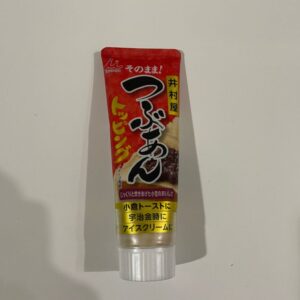 そのまま!
井村屋
つぶあん
トッピング
小倉トーストに
宇治金時に
アイスクリームに